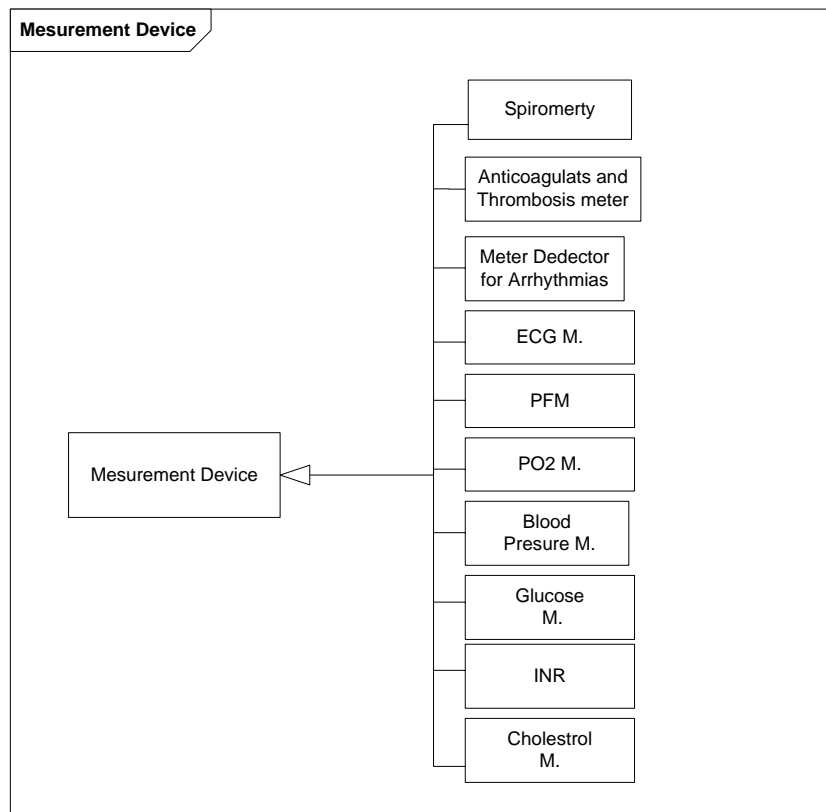 Mesurement Device
Spiromerty
Anticoagulats and
Thrombosis meter
Meter Dedector
for Arrhythmias
ECG M.
PFM
Mesurement Device
PO2 M.
Blood
Presure M.
Glucose
M.
INR
Cholestrol
M.